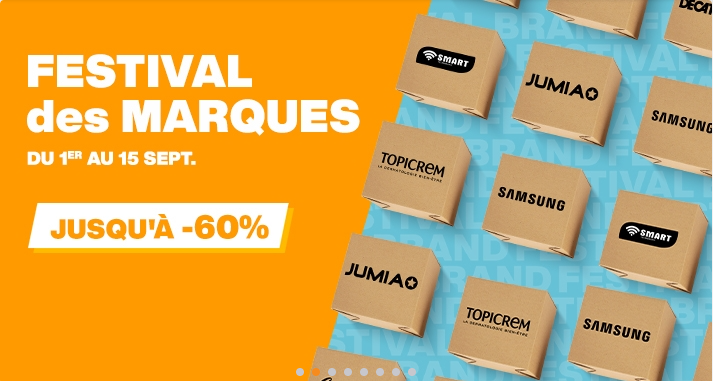 FESTIVAL
des MARQUES
DU 1ER AU 15 SEPT.
JUSQU'À -60%
DECAT
SMART
JUMIA
SAMSUNG
TOPICREM
LA DERMATOLOGIE BIEN-ÊTRE
SAMSUNG
SMART
JUMIA
TOPICREM
LA DERMATOLOGIE BIEN-ÊTRE
SAMSUNG
BRAND FESTIVAL